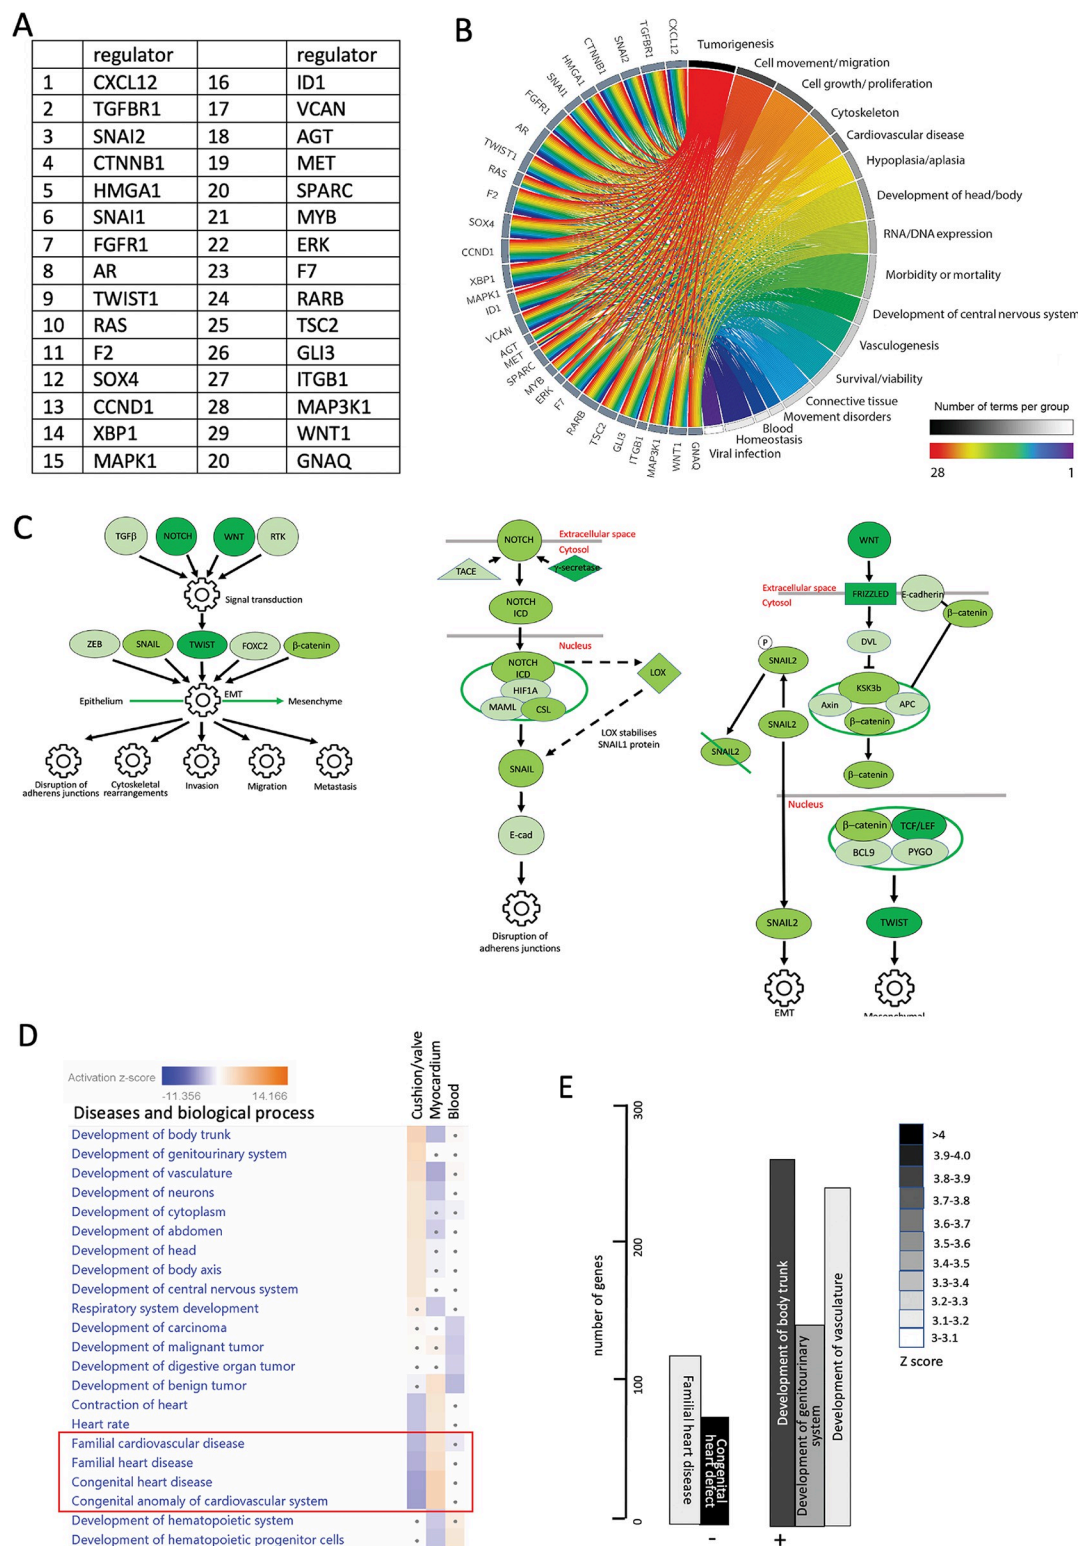 A
regulator regulator
1 CXCL12 16 ID1
2 TGFBR1 17 VCAN
3 SNAI2 18 AGT
4 CTNNB1 19 MET
5 HMGA1 20 SPARC
6 SNAI1 21 MYB
7 FGFR1 22 ERK
8 AR 23 F7
9 TWIST1 24 RARB
10 RAS 25 TSC2
11 F2 26 GLI3
12 SOX4 27 ITGB1
13 CCND1 28 MAP3K1
14 XBP1 29 WNT1
15 MAPK1 20 GNAQ
B
CXCL12
TGFBR1
SNAI2
CTNNB1
HMGA1
SNAI1
FGFR1
AR
TWIST1
RAS
F2
SOX4
CCND1
XBP1
MAPK1
ID1
VCAN
AGT
MET
SPARC
MYB
ERK
F7
RARB
TSC2
GLI3
ITGB1
MAP3K1
WNT1
GNAQ
Tumorigenesis
Cell movement/migration
Cell growth/proliferation
Cytoskeleton
Cardiovascular disease
Hypoplasia/aplasia
Development of head/body
RNA/DNA expression
Morbidity or mortality
Development of central nervous system
Vasculogenesis
Survival/viability
Connective tissue
Movement disorders
Blood
Homeostasis
Viral infection
Number of terms per group
28 1
C
TGFβ NOTCH WNT RTK
Signal transduction
ZEB SNAIL TWIST FOXC2 β-catenin
Epithelium EMT Mesenchyme
Disruption of
adherens junctions
Cytoskeletal
rearrangements
Invasion
Migration
Metastasis
NOTCH
Extracellular space
Cytosol
TACE
γ-secretase
NOTCH
ICD
Nucleus
NOTCH
ICD
HIF1A
MAML CSL
LOX
LOX stabilises
SNAIL1 protein
SNAIL
E-cad
Disruption of
adherens junctions
WNT
Extracellular space
Cytosol
FRIZZLED
E-cadherin
β-catenin
DVL
P
SNAIL2
KSK3b
Axin APC
β-catenin
SNAIL2
SNAIL2
β-catenin
Nucleus
β-catenin TCF/LEF
BCL9 PYGO
SNAIL2
TWIST
EMT
Mesenchymal
D
Activation z-score
-11.356 14.166
Cushion/valve
Myocardium
Blood
Diseases and biological process
Development of body trunk
Development of genitourinary system
Development of vasculature
Development of neurons
Development of cytoplasm
Development of abdomen
Development of head
Development of body axis
Development of central nervous system
Respiratory system development
Development of carcinoma
Development of malignant tumor
Development of digestive organ tumor
Development of benign tumor
Contraction of heart
Heart rate
Familial cardiovascular disease
Familial heart disease
Congenital heart disease
Congenital anomaly of cardiovascular system
Development of hematopoietic system
Development of hematopoietic progenitor cells
E
number of genes
300
200
100
0
Familial heart disease
Congenital
heart defect
Development of body trunk
Development of genitourinary
system
Development of vasculature
- +
>4
3.9-4.0
3.8-3.9
3.7-3.8
3.6-3.7
3.5-3.6
3.4-3.5
3.3-3.4
3.2-3.3
3.1-3.2
3-3.1
Z score